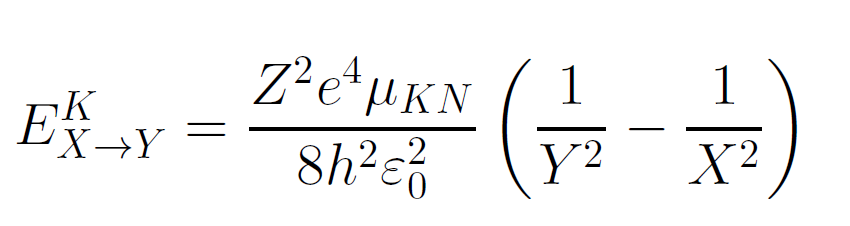 E^K_{X→Y} = \frac{Z^2 e^4 μ_{KN}}{8h^2 ε_0^2} \left( \frac{1}{Y^2} − \frac{1}{X^2} \right)